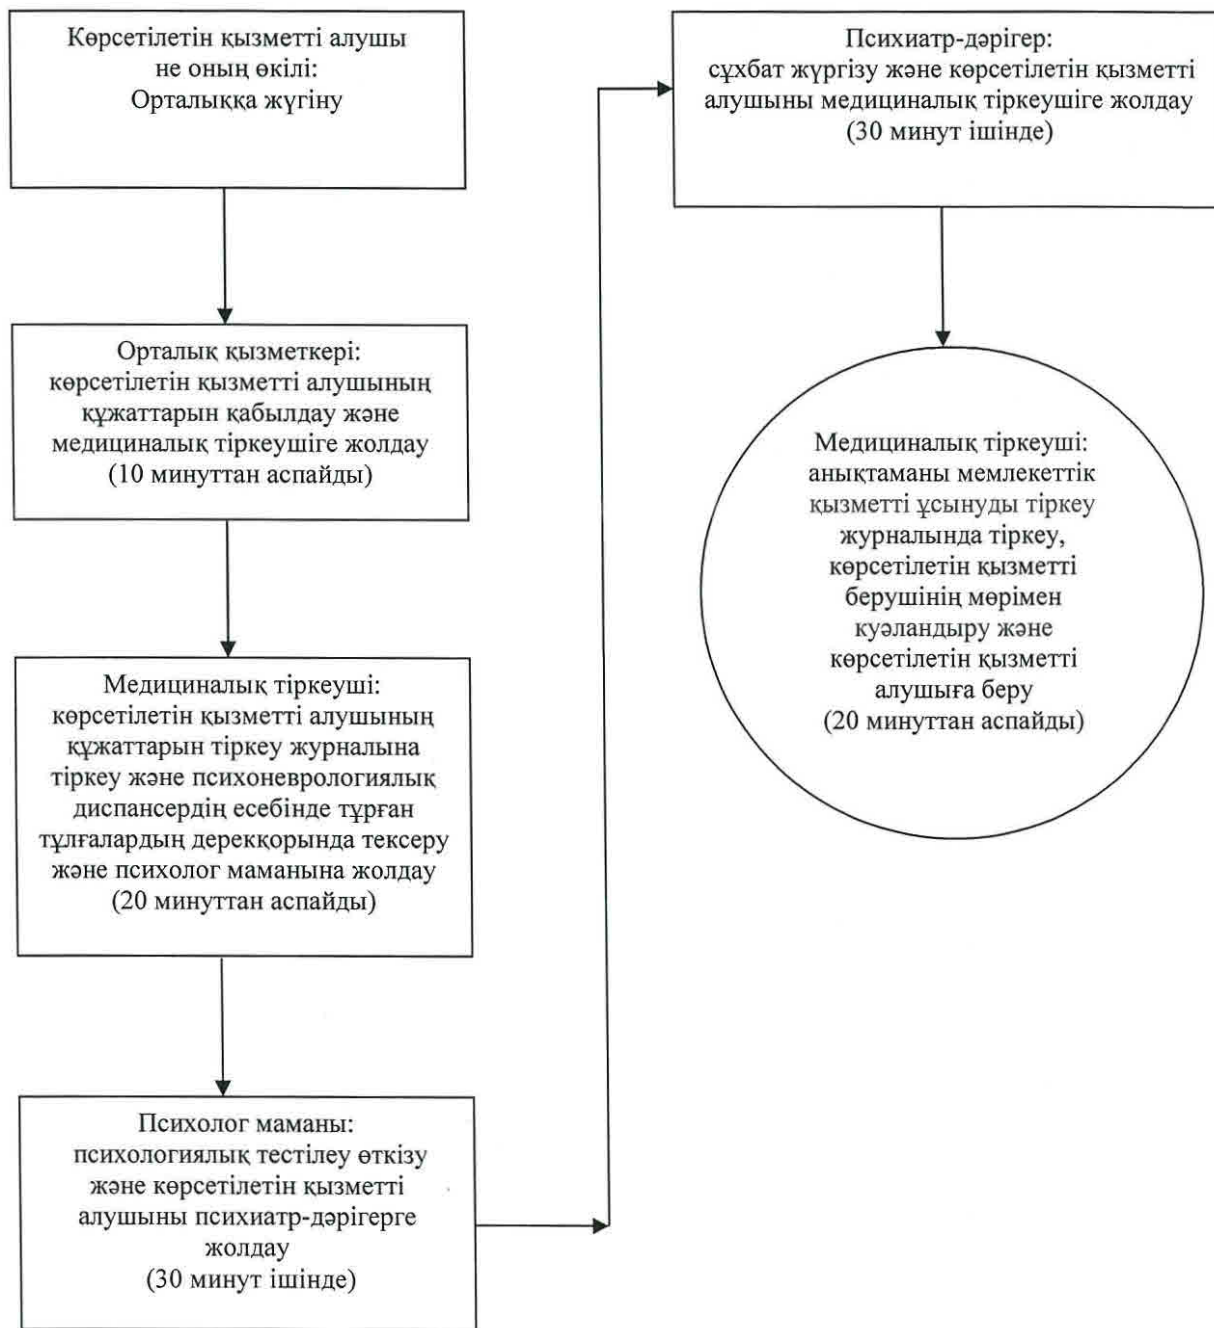 Көрсетілетін қызметті алушы
не оның өкілі:
Орталыққа жүгіну
Орталық қызметкері:
көрсетілетін қызметті алушының
құжаттарын қабылдау және
медициналық тіркеушіге жолдау
(10 минуттан аспайды)
Медициналық тіркеуші:
көрсетілетін қызметті алушының
құжаттарын тіркеу журналына
тіркеу және психоневрологиялық
диспансердің есебінде тұрған
тұлғалардың дерекқорында тексеру
және психолог маманына жолдау
(20 минуттан аспайды)
Психолог маманы:
психологиялық тестілеу өткізу
және көрсетілетін қызметті
алушыны психиатр-дәрігерге
жолдау
(30 минут ішінде)
Психиатр-дәрігер:
сұхбат жүргізу және көрсетілетін қызметті
алушыны медициналық тіркеушіге жолдау
(30 минут ішінде)
Медициналық тіркеуші:
анықтаманы мемлекеттік
қызметті ұсынуды тіркеу
журналында тіркеу,
көрсетілетін қызметті
берушінің мөрімен
куәландыру және
көрсетілетін қызметті
алушыға беру
(20 минуттан аспайды)